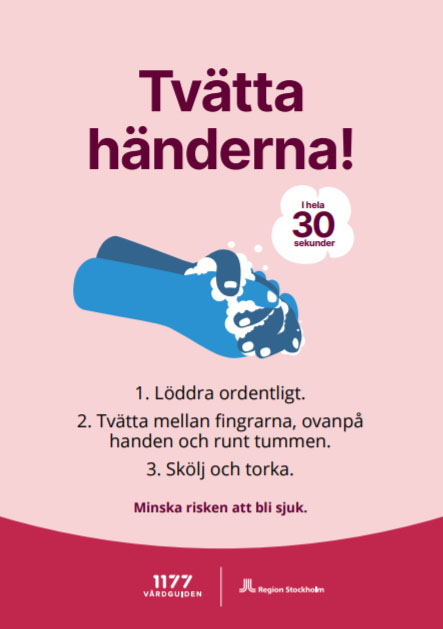 Tvätta
händerna!
I hela
30
sekunder
1. Löddra ordentligt.
2. Tvätta mellan fingrarna, ovanpå
handen och runt tummen.
3. Skölj och torka.
Minska risken att bli sjuk.
1177
VÅRDGUIDEN
Region Stockholm